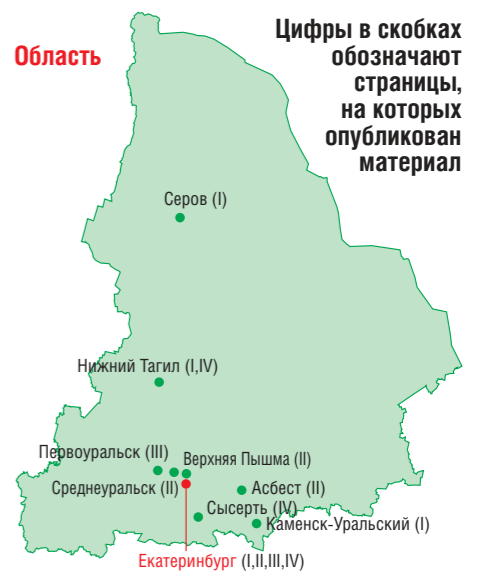 Область
Цифры в скобках
обозначают
страницы,
на которых
опубликован
материал
Серов (I)
Нижний Тагил (I,IV)
Первоуральск (III)
Верхняя Пышма (II)
Среднеуральск (II)
Асбест (II)
Сысерть (IV)
Каменск-Уральский (I)
Екатеринбург (I,II,III,IV)